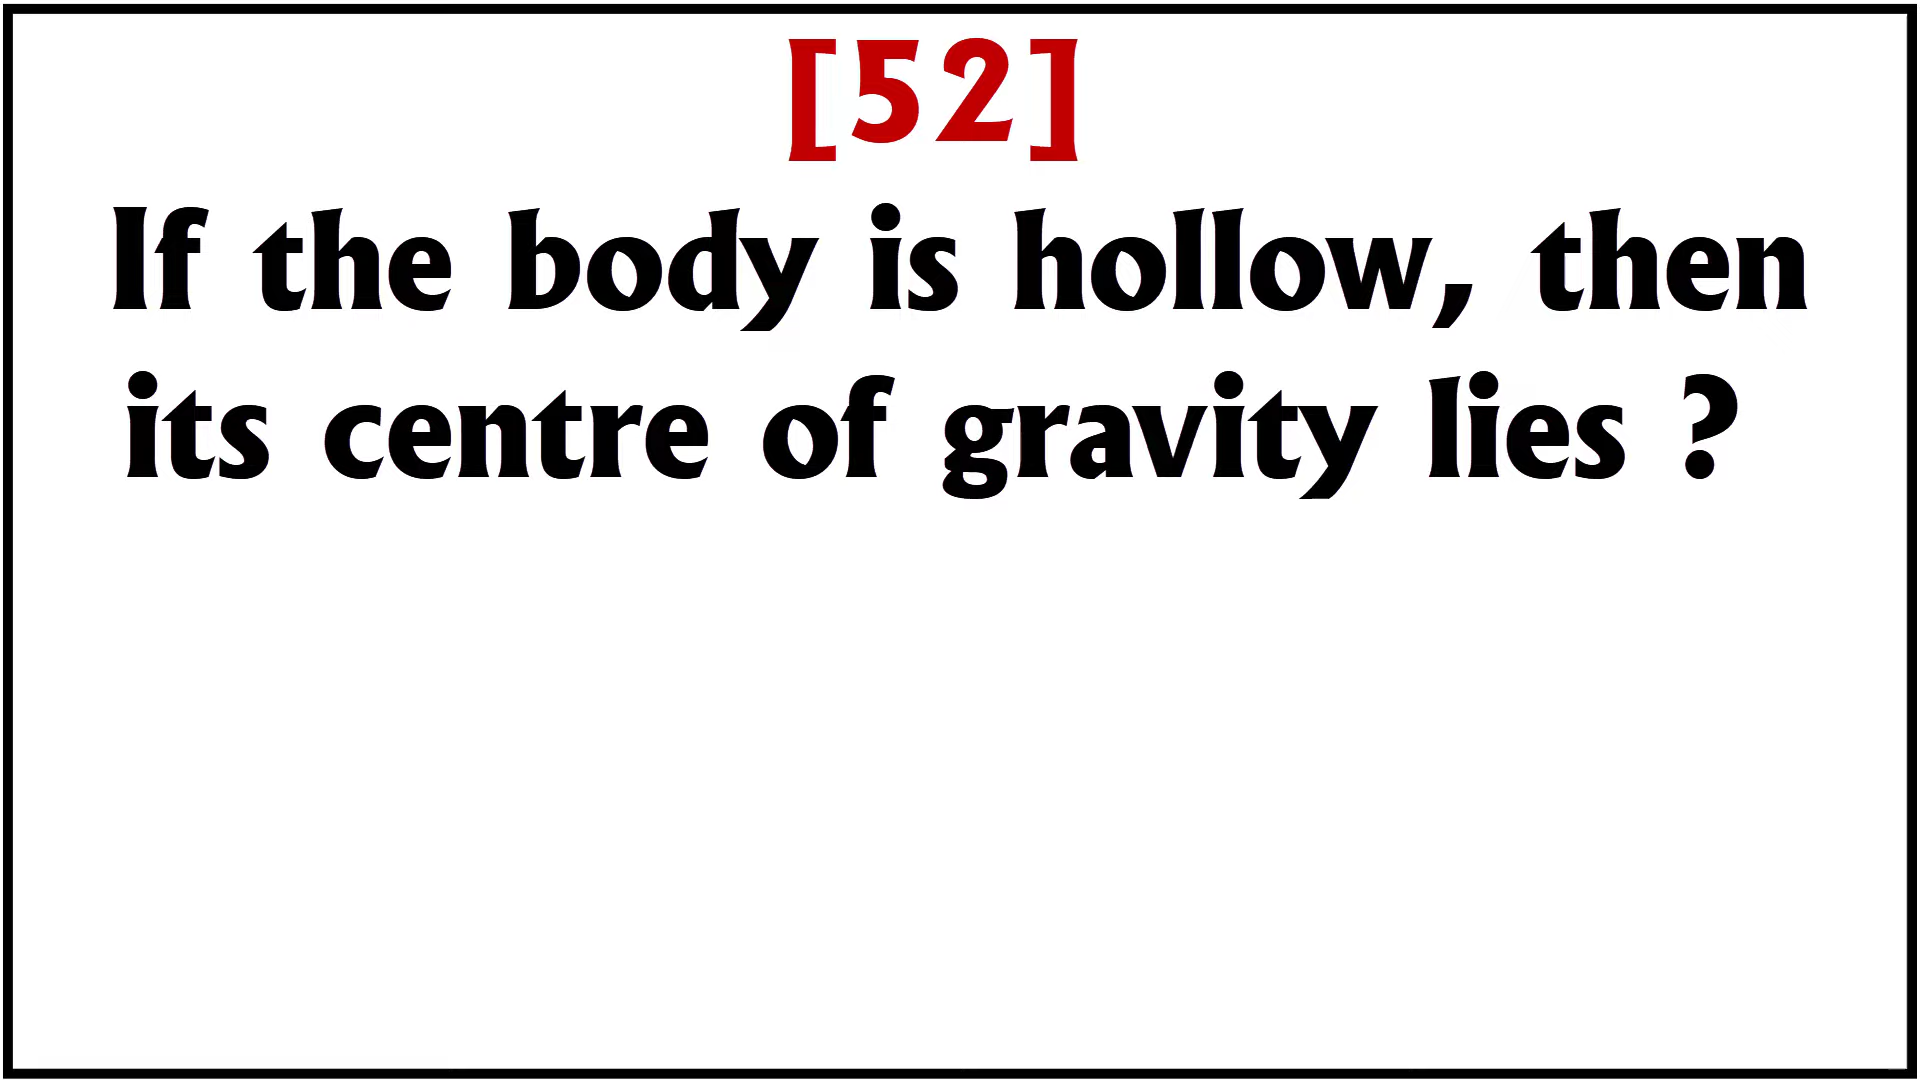 [52]
If the body is hollow, then
its centre of gravity lies ?